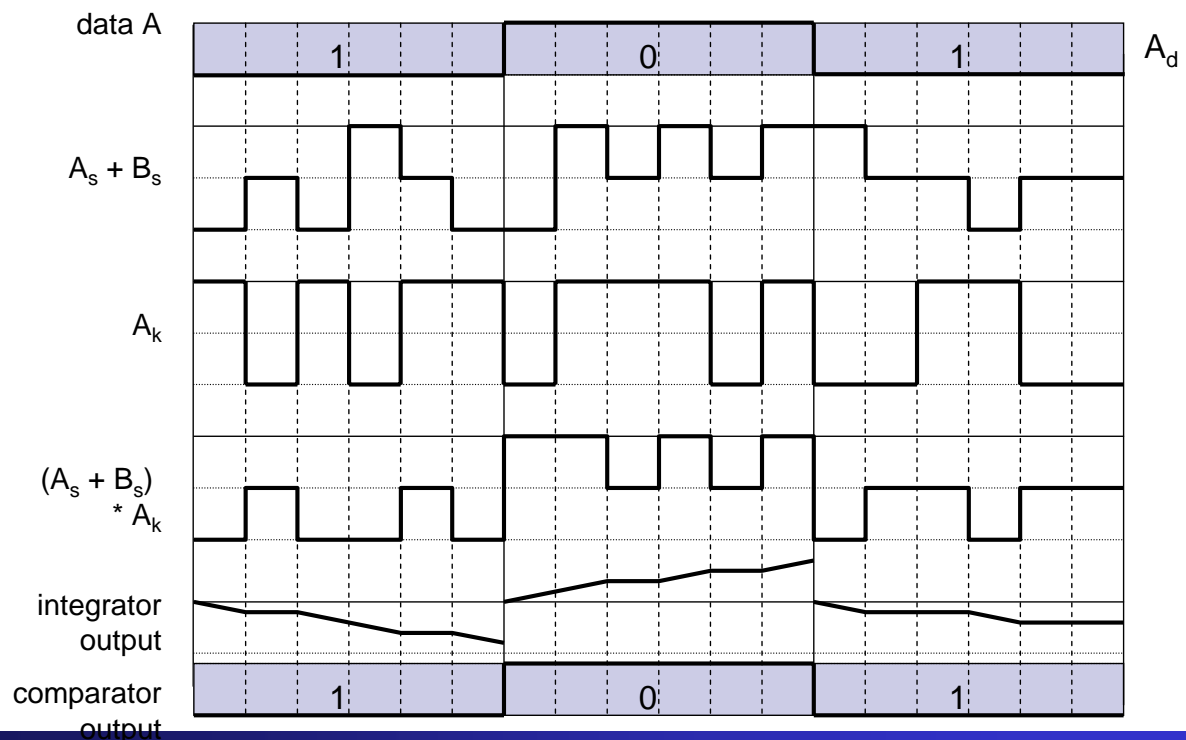 data A
1 0 1
A_d
A_s + B_s
A_k
(A_s + B_s)
* A_k
integrator
output
comparator
output
1 0 1